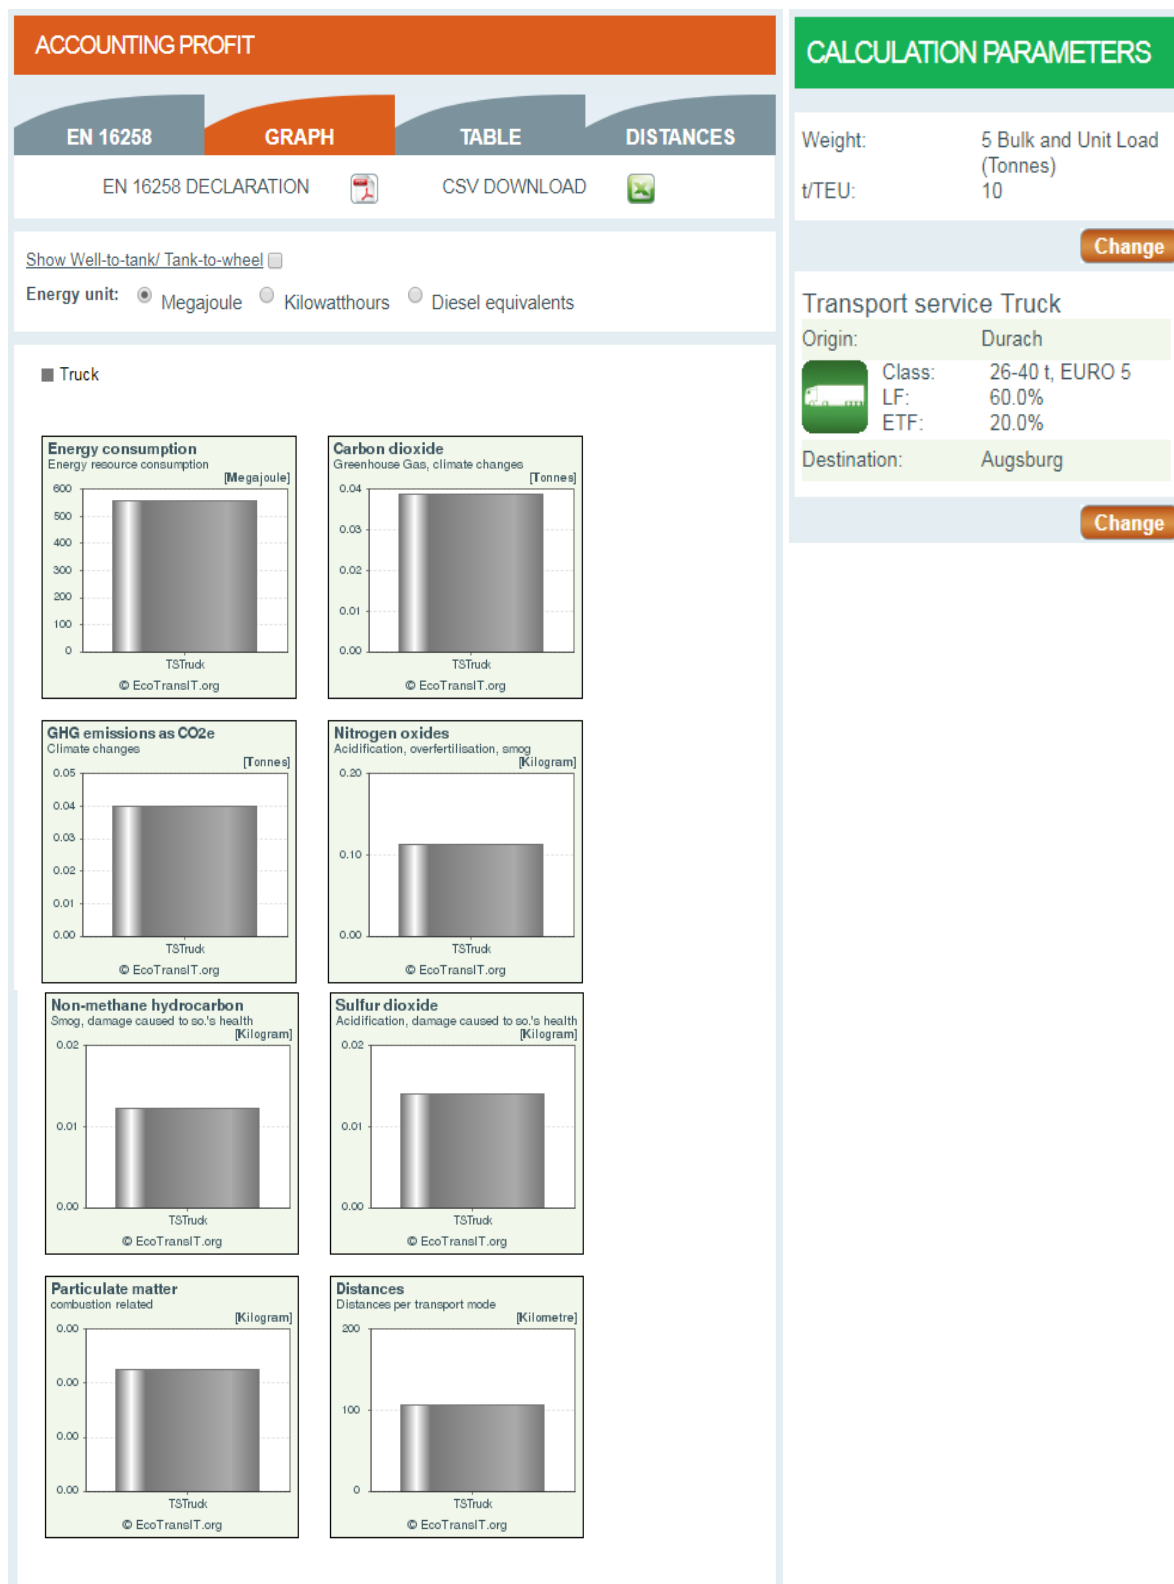 ACCOUNTING PROFIT
EN 16258 GRAPH TABLE DISTANCES
EN 16258 DECLARATION CSV DOWNLOAD
Show Well-to-tank/ Tank-to-wheel
Energy unit: Megajoule Kilowatthours Diesel equivalents
Truck
Energy consumption
Energy resource consumption
[Megajoule]
600
500
400
300
200
100
0
TSTruck
© EcoTransIT.org
Carbon dioxide
Greenhouse Gas, climate changes
[Tonnes]
0.04
0.03
0.02
0.01
0.00
TSTruck
© EcoTransIT.org
GHG emissions as CO2e
Climate changes
[Tonnes]
0.05
0.04
0.03
0.02
0.01
0.00
TSTruck
© EcoTransIT.org
Nitrogen oxides
Acidification, overfertilisation, smog
[Kilogram]
0.20
0.10
0.00
TSTruck
© EcoTransIT.org
Non-methane hydrocarbon
Smog, damage caused to so.'s health
[Kilogram]
0.02
0.01
0.00
TSTruck
© EcoTransIT.org
Sulfur dioxide
Acidification, damage caused to so.'s health
[Kilogram]
0.02
0.01
0.00
TSTruck
© EcoTransIT.org
Particulate matter
combustion related
[Kilogram]
0.00
0.00
0.00
0.00
TSTruck
© EcoTransIT.org
Distances
Distances per transport mode
[Kilometre]
200
100
0
TSTruck
© EcoTransIT.org
CALCULATION PARAMETERS
Weight: 5 Bulk and Unit Load
(Tonnes)
t/TEU: 10
Change
Transport service Truck
Origin: Durach
Class: 26-40 t, EURO 5
LF: 60.0%
ETF: 20.0%
Destination: Augsburg
Change